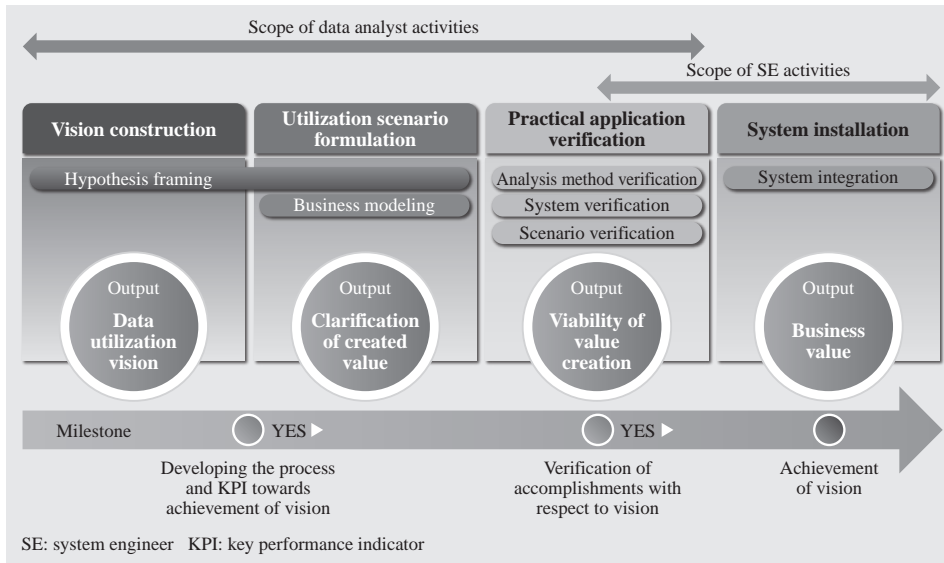 Scope of data analyst activities
Scope of SE activities
Vision construction
Utilization scenario
formulation
Practical application
verification
System installation
Hypothesis framing
Business modeling
Analysis method verification
System verification
Scenario verification
System integration
Output
Data
utilization
vision
Output
Clarification
of created
value
Output
Viability of
value
creation
Output
Business
value
Milestone
YES
YES
Developing the process
and KPI towards
achievement of vision
Verification of
accomplishments with
respect to vision
Achievement
of vision
SE: system engineer KPI: key performance indicator